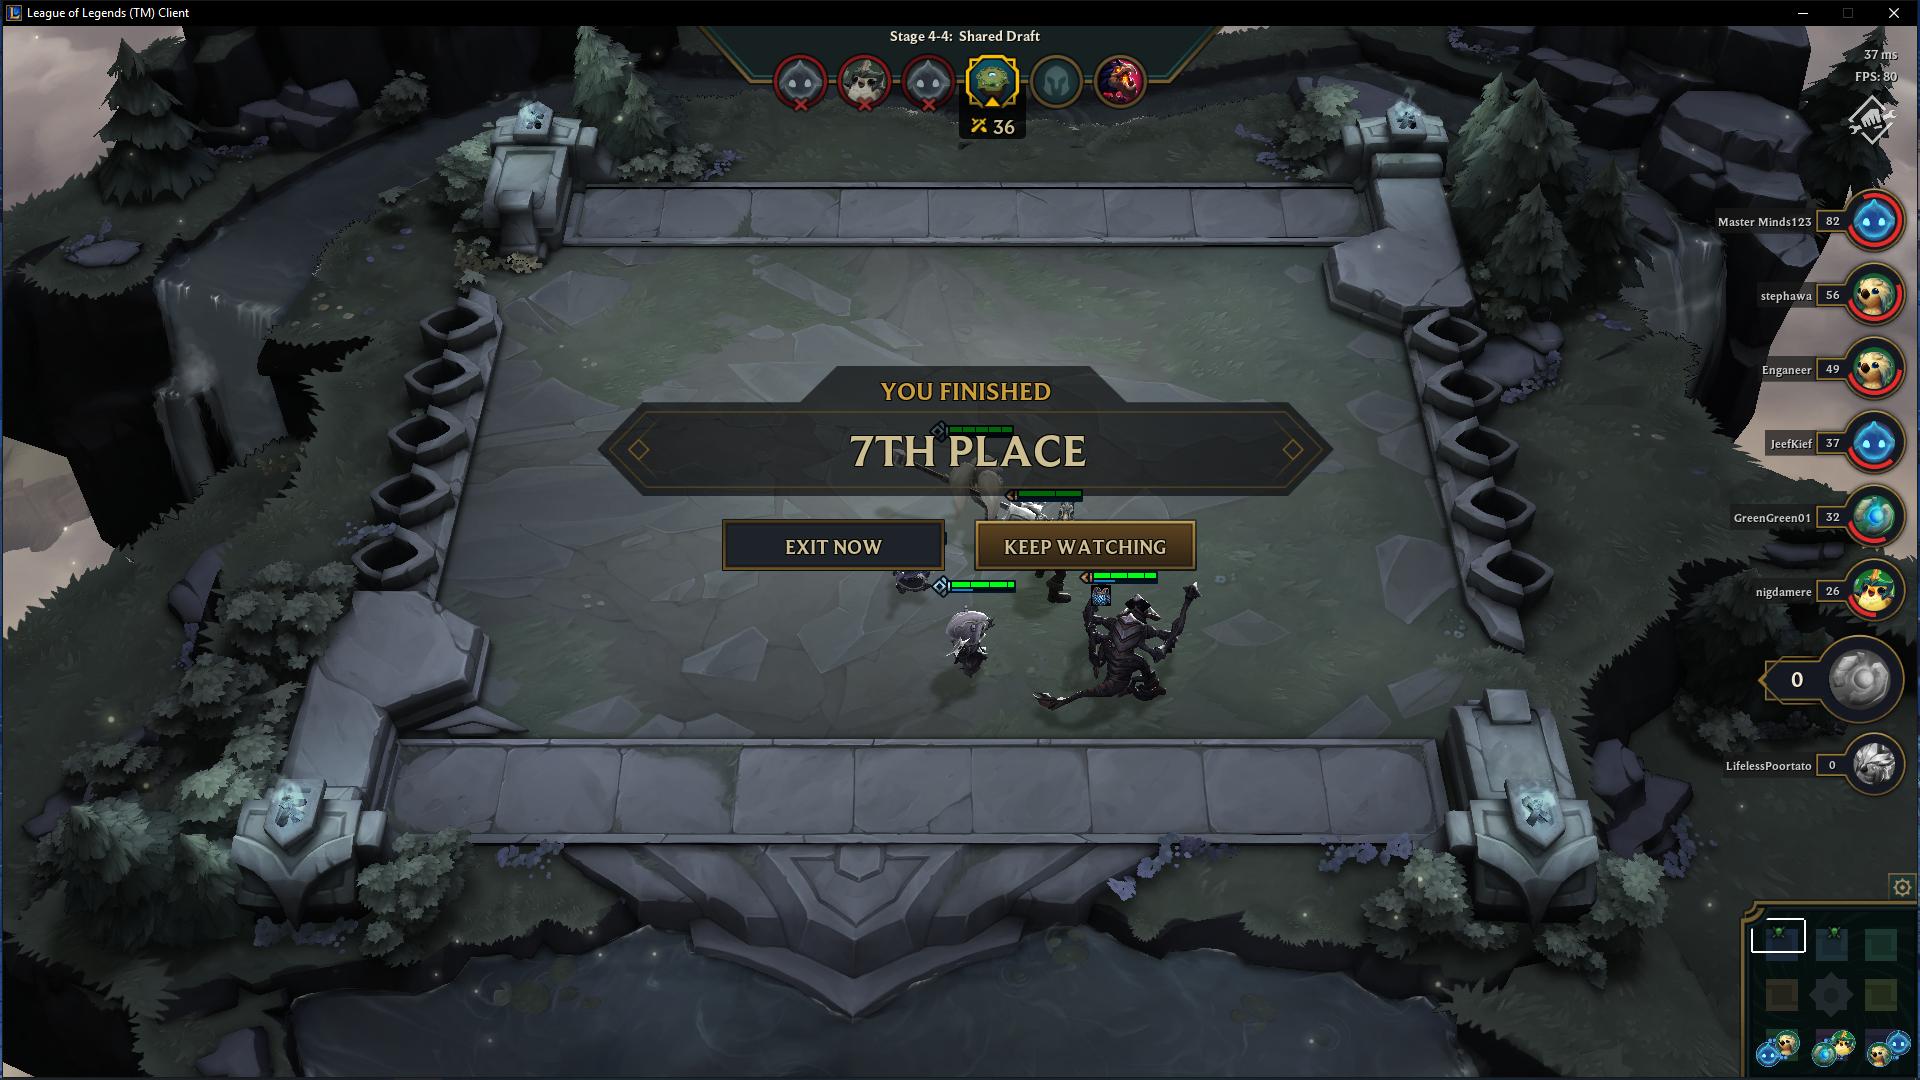 League of Legends (TM) Client
Stage 4-4: Shared Draft
36
37 ms
FPS: 80
Master Minds123 82
stephawa 56
Enganeer 49
JeefKief 37
GreenGreen01 32
nigdamere 26
0
LifelessPoortato 0
YOU FINISHED
7TH PLACE
EXIT NOW
KEEP WATCHING